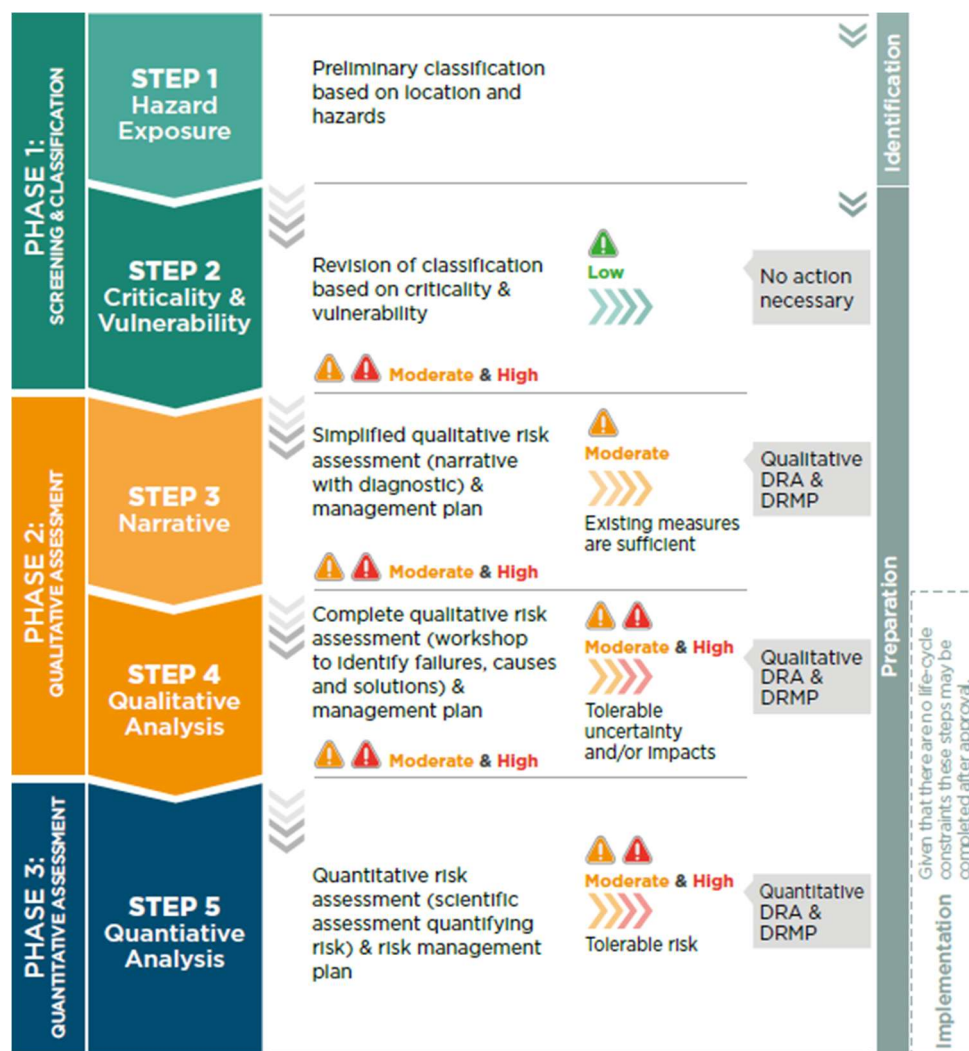 PHASE 1:
SCREENING & CLASSIFICATION
STEP 1
Hazard
Exposure
Preliminary classification
based on location and
hazards
Identification
STEP 2
Criticality &
Vulnerability
Revision of classification
based on criticality &
vulnerability
Low
No action
necessary
Moderate & High
PHASE 2:
QUALITATIVE ASSESSMENT
STEP 3
Narrative
Simplified qualitative risk
assessment (narrative
with diagnostic) &
management plan
Moderate
Existing measures
are sufficient
Qualitative
DRA &
DRMP
Moderate & High
STEP 4
Qualitative
Analysis
Complete qualitative risk
assessment (workshop
to identify failures, causes
and solutions) &
management plan
Moderate & High
Tolerable
uncertainty
and/or impacts
Qualitative
DRA &
DRMP
Moderate & High
PHASE 3:
QUANTITATIVE ASSESSMENT
STEP 5
Quantiative
Analysis
Quantitative risk
assessment (scientific
assessment quantifying
risk) & risk management
plan
Moderate & High
Tolerable risk
Quantitative
DRA &
DRMP
Preparation
Implementation
Given that there are no life-cycle
constraints these steps may be
completed after approval.